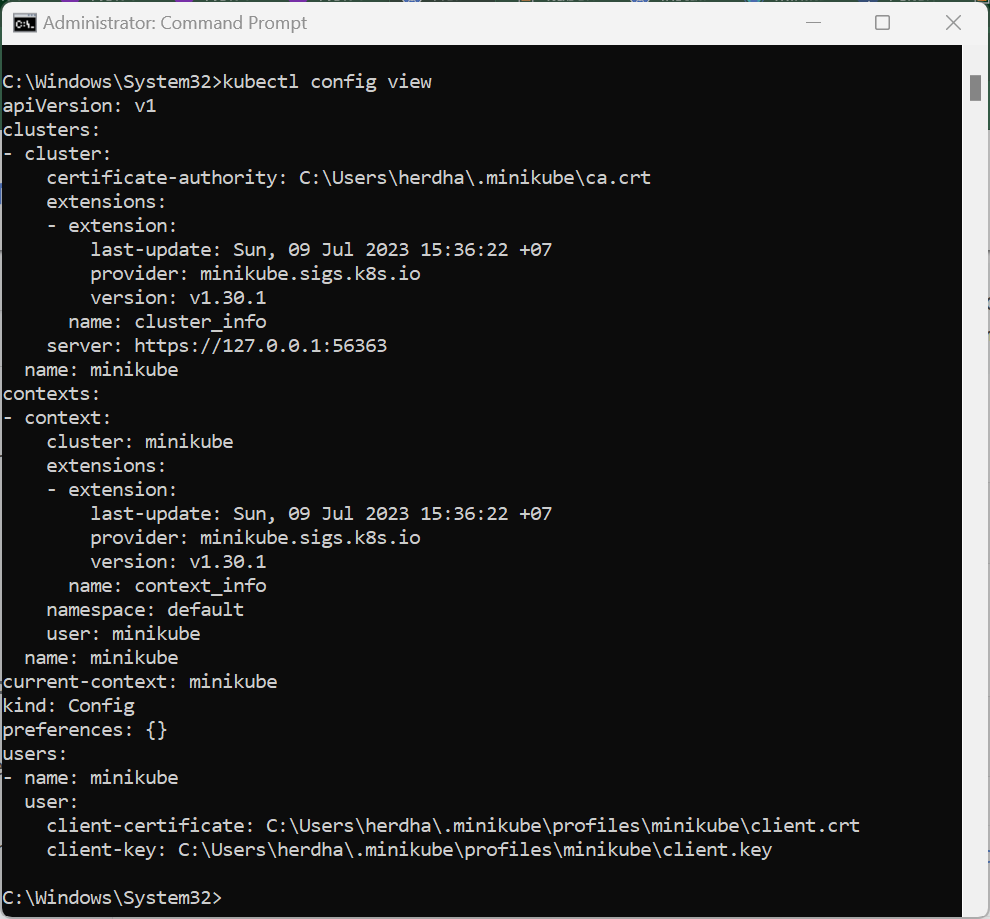 Administrator: Command Prompt
C:\Windows\System32>kubectl config view
apiVersion: v1
clusters:
- cluster:
    certificate-authority: C:\Users\herdha\.minikube\ca.crt
    extensions:
    - extension:
        last-update: Sun, 09 Jul 2023 15:36:22 +07
        provider: minikube.sigs.k8s.io
        version: v1.30.1
      name: cluster_info
    server: https://127.0.0.1:56363
  name: minikube
contexts:
- context:
    cluster: minikube
    extensions:
    - extension:
        last-update: Sun, 09 Jul 2023 15:36:22 +07
        provider: minikube.sigs.k8s.io
        version: v1.30.1
      name: context_info
    namespace: default
    user: minikube
  name: minikube
current-context: minikube
kind: Config
preferences: {}
users:
- name: minikube
  user:
    client-certificate: C:\Users\herdha\.minikube\profiles\minikube\client.crt
    client-key: C:\Users\herdha\.minikube\profiles\minikube\client.key
C:\Windows\System32>